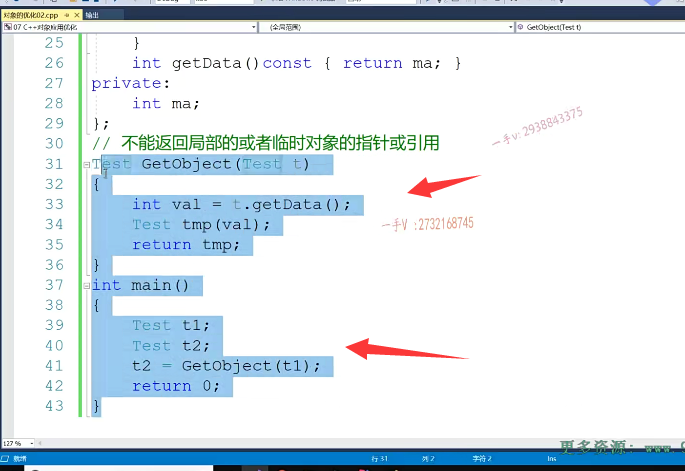 对象的优化02.cpp 输出
07 C++对象应用优化 (全局范围) GetObject(Test t)
25 }
26 int getData()const { return ma; }
27 private:
28 int ma;
29 };
30 // 不能返回局部的或者临时对象的指针或引用
31 Test GetObject(Test t)
32 {
33 int val = t.getData();
34 Test tmp(val);
35 return tmp;
36 }
37 int main()
38 {
39 Test t1;
40 Test t2;
41 t2 = GetObject(t1);
42 return 0;
43 }
一手v: 2938843375
一手V :2732168745
更多资源: www.
127 %
就绪 行 31 列 2 字符 2 Ins